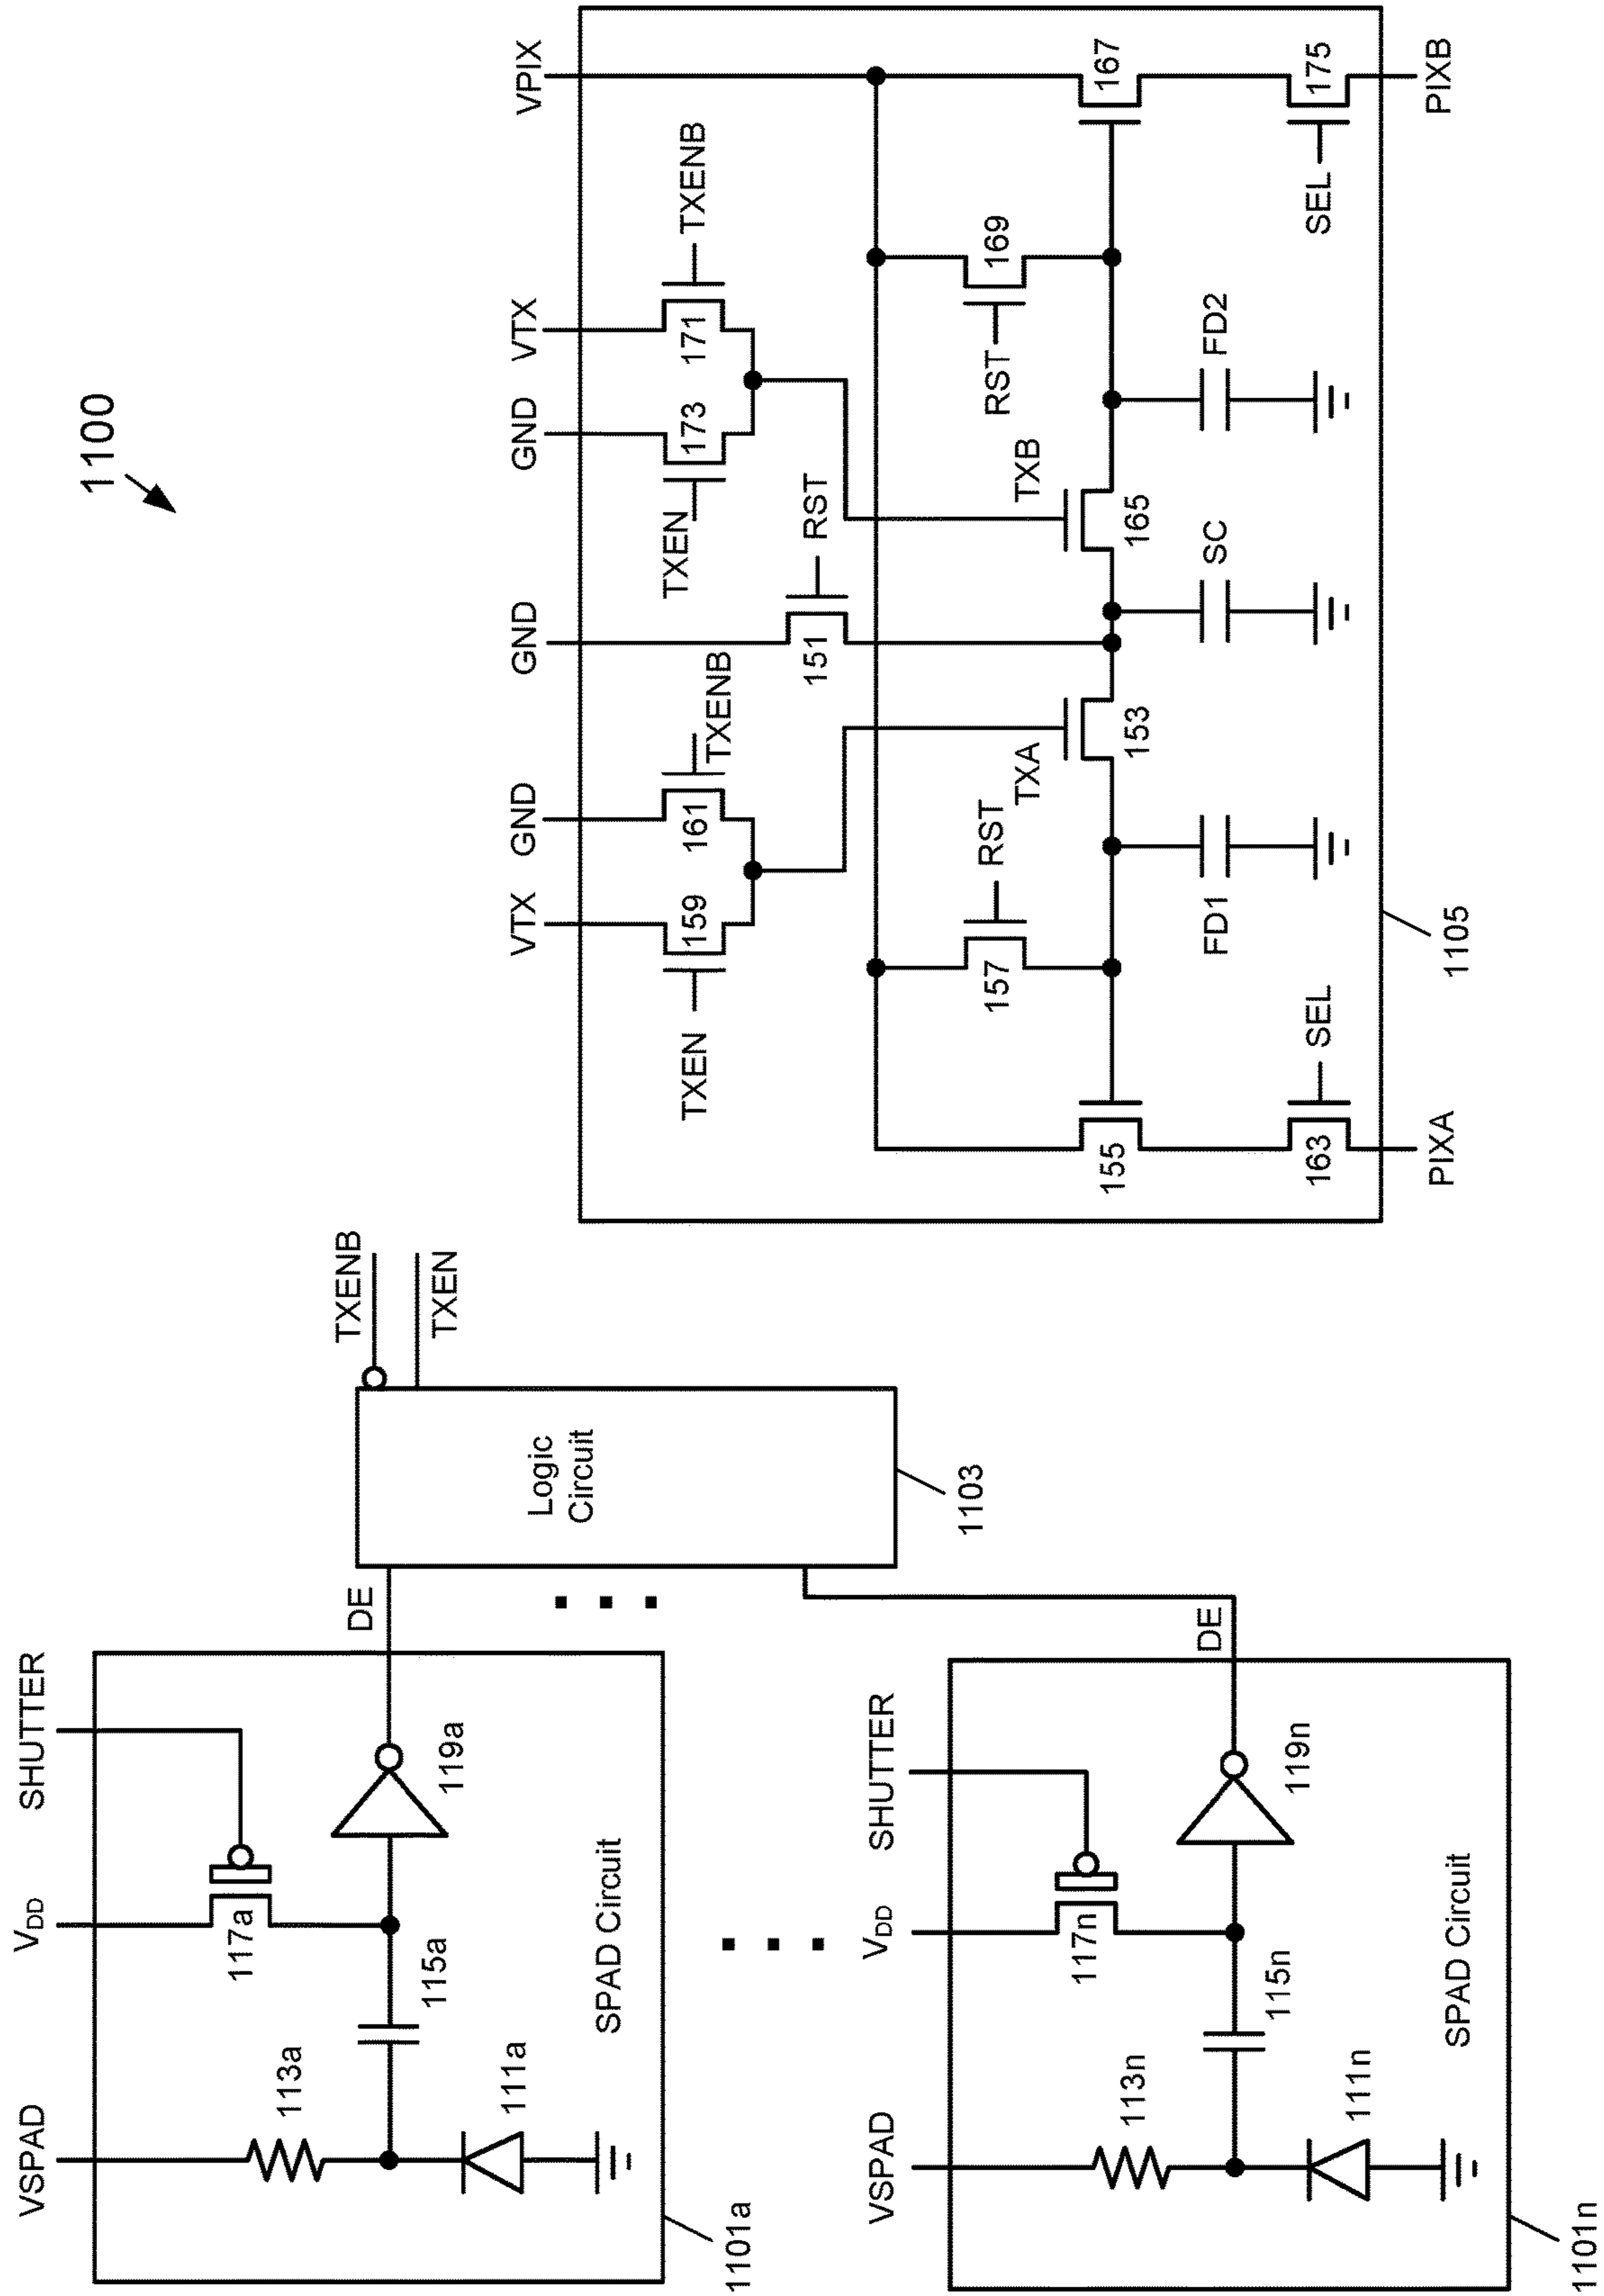 1100
VSPAD
VDD
SHUTTER
113a
117a
115a
119a
111a
DE
SPAD Circuit
1101a
VSPAD
VDD
SHUTTER
113n
117n
115n
119n
111n
DE
SPAD Circuit
1101n
Logic
Circuit
1103
TXENB
TXEN
VTX
GND
GND
GND
VTX
VPIX
TXEN
159
161
TXENB
151
RST
TXEN
173
171
TXENB
157
RST
TXA
TXB
RST
169
155
153
165
167
FD1
SC
FD2
163
SEL
SEL
175
PIXA
PIXB
1105